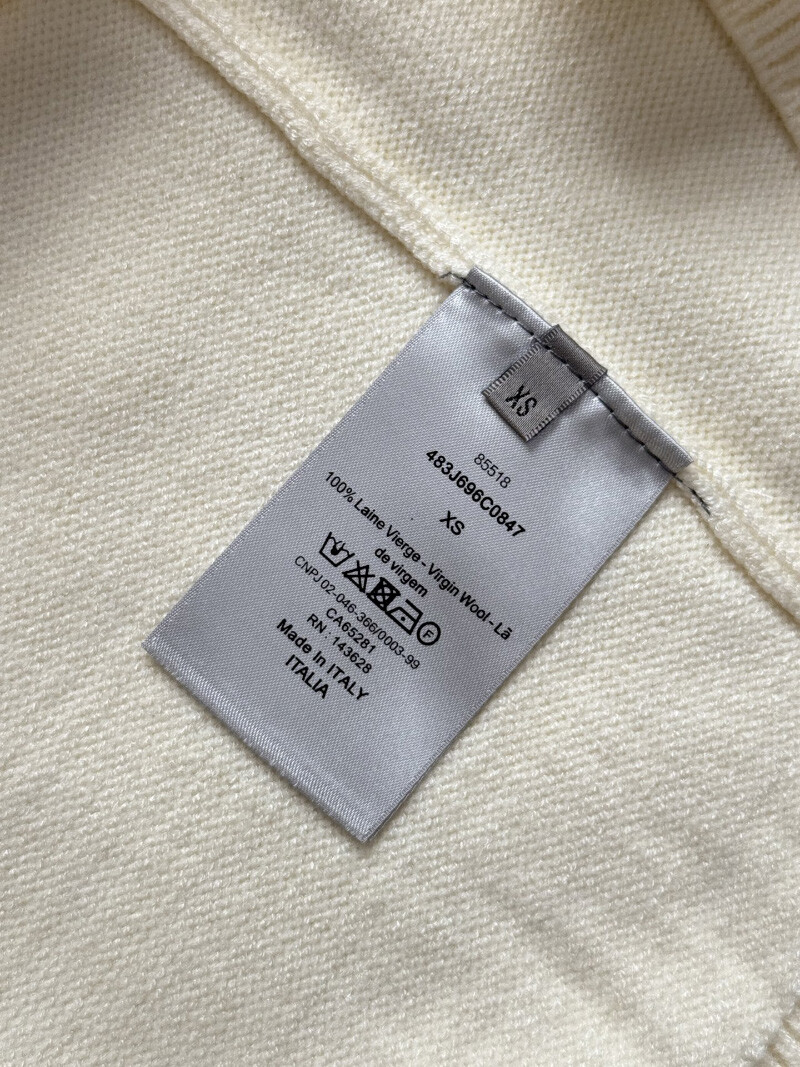 XS
85518
483J696C0847
XS
100% Laine Vierge - Virgin Wool - Lã
de virgem
F
CNPJ 02-046-366/0003-99
CA65281
RN : 143628
Made In ITALY
ITALIA